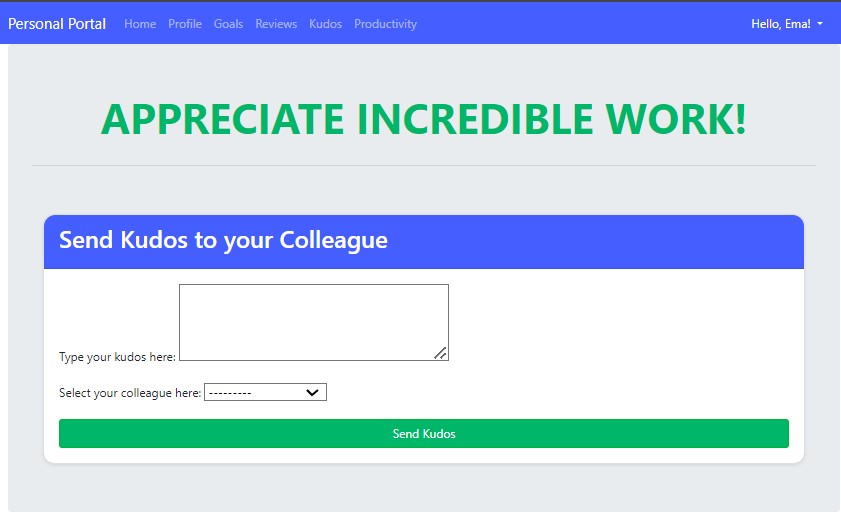 Personal Portal Home Profile Goals Reviews Kudos Productivity Hello, Ema!
APPRECIATE INCREDIBLE WORK!
Send Kudos to your Colleague
Type your kudos here:
Select your colleague here: ---------
Send Kudos